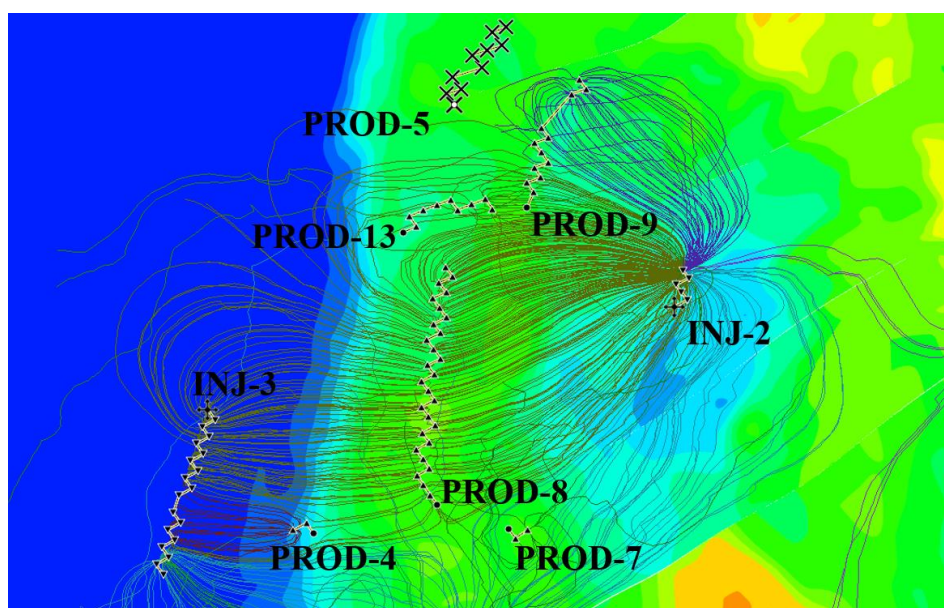 PROD-5
PROD-13
PROD-9
INJ-2
INJ-3
PROD-8
PROD-4
PROD-7